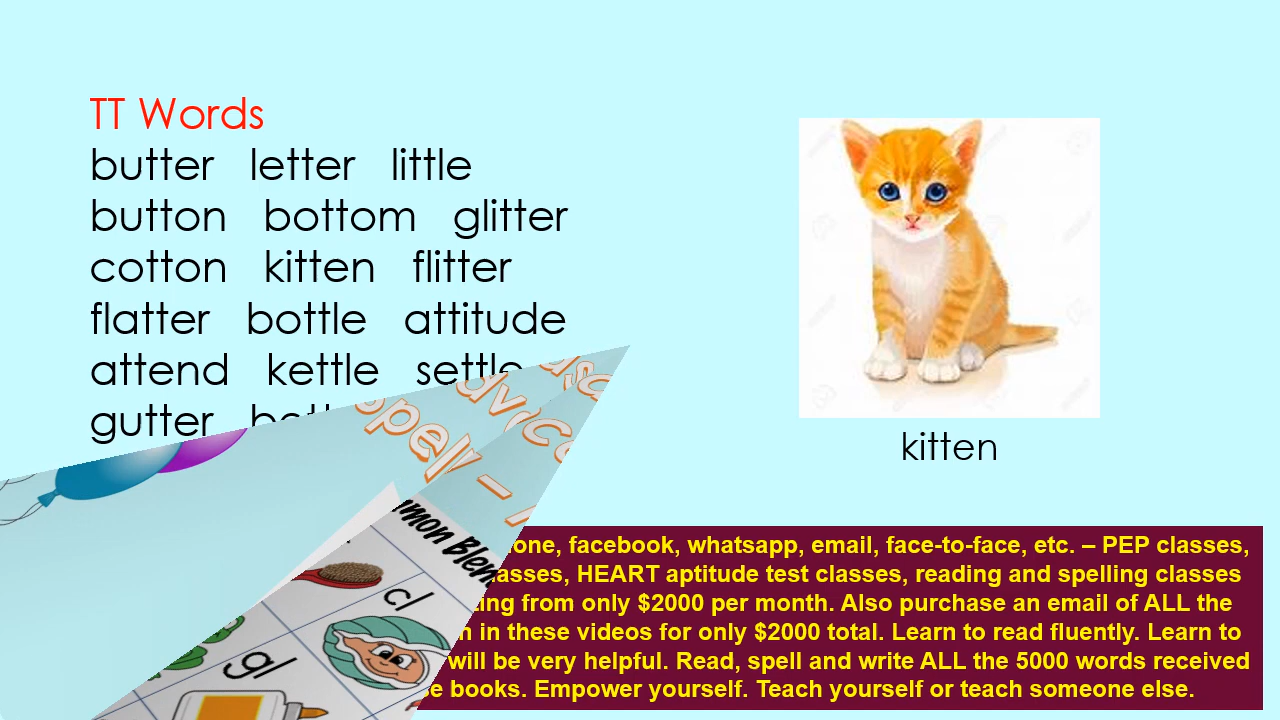 TT Words
butter letter little
button bottom glitter
cotton kitten flitter
flatter bottle attitude
attend kettle settle
gutter
kitten
facebook, whatsapp, email, face-to-face, etc. – PEP classes,
HEART aptitude test classes, reading and spelling classes
from only $2000 per month. Also purchase an email of ALL the
in these videos for only $2000 total. Learn to read fluently. Learn to
will be very helpful. Read, spell and write ALL the 5000 words received
books. Empower yourself. Teach yourself or teach someone else.
spell –
cl
gl